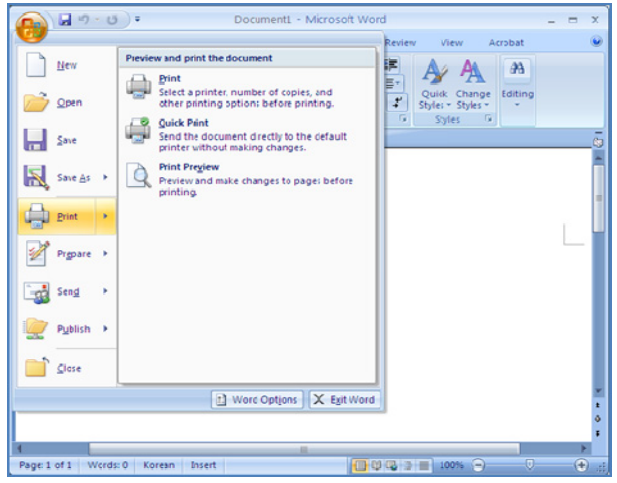 Document1 - Microsoft Word
Review View Acrobat
New
Open
Save
Save As
Print
Prepare
Send
Publish
Close
Preview and print the document
Print
Select a printer, number of copies, and
other printing options before printing.
Quick Print
Send the document directly to the default
printer without making changes.
Print Preview
Preview and make changes to pages before
printing.
Quick Styles
Change Styles
Editing
Styles
Word Options Exit Word
Page: 1 of 1 Words: 0 Korean Insert 100%